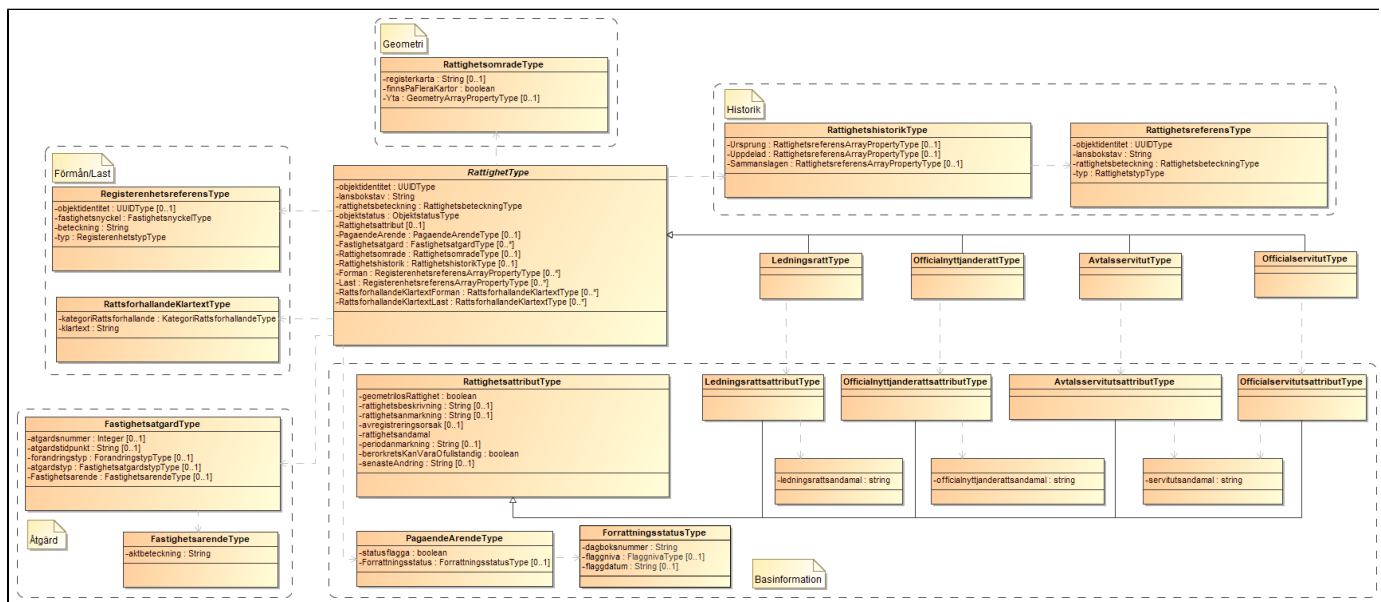 Geometri
RattighetsomradeType
-registerkarta : String [0..1]
-finnsPaFleraKartor : boolean
-Yta : GeometryArrayPropertyType [0..1]
Historik
RattighetshistorikType
-Ursprung : RattighetsreferensArrayPropertyType [0..1]
-Uppdelad : RattighetsreferensArrayPropertyType [0..1]
-Sammanslagen : RattighetsreferensArrayPropertyType [0..1]
RattighetsreferensType
-objektidentitet : UUIDType
-lansbokstav : String
-rattighetsbeteckning : RattighetsbeteckningType
-typ : RattighetstypType
Förmån/Last
RegisterenhetsreferensType
-objektidentitet : UUIDType [0..1]
-fastighetsnyckel : FastighetsnyckelType
-beteckning : String
-typ : RegisterenhetstypType
RattsforhallandeKlartextType
-kategoriRattsforhallande : KategoriRattsforhallandeType
-klartext : String
RattighetType
-objektidentitet : UUIDType
-lansbokstav : String
-rattighetsbeteckning : RattighetsbeteckningType
-objektstatus : ObjektstatusType
-Rattighetsattribut [0..1]
-PagaendeArende : PagaendeArendeType [0..1]
-Fastighetsatgard : FastighetsatgardType [0..*]
-Rattighetsomrade : RattighetsomradeType [0..1]
-Rattighetshistorik : RattighetshistorikType [0..1]
-Forman : RegisterenhetsreferensArrayPropertyType [0..*]
-Last : RegisterenhetsreferensArrayPropertyType [0..*]
-RattsforhallandeKlartextForman : RattsforhallandeKlartextType [0..*]
-RattsforhallandeKlartextLast : RattsforhallandeKlartextType [0..*]
LedningsrattType
OfficialnyttjanderattType
AvtalsservitutType
OfficialservitutType
RattighetsattributType
-geometrilosRattighet : boolean
-rattighetsbeskrivning : String [0..1]
-rattighetsanmarkning : String [0..1]
-avregistreringsorsak : [0..1]
-rattighetsandamal
-periodanmarkning : String [0..1]
-berorkretsKanVaraOfullstandig : boolean
-senasteAndring : String [0..1]
LedningsrattsattributType
OfficialnyttjanderattsattributType
AvtalsservitutsattributType
OfficialservitutsattributType
-ledningsrattsandamal : string
-officialnyttjanderattsandamal : string
-servitutsandamal : string
FastighetsatgardType
-atgardsnummer : Integer [0..1]
-atgardstidpunkt : String [0..1]
-forandringstyp : ForandringstypType [0..1]
-atgardstyp : FastighetsatgardstypType [0..1]
-Fastighetsarende : FastighetsarendeType [0..1]
Åtgärd
FastighetsarendeType
-aktbeteckning : String
PagaendeArendeType
-statusflagga : boolean
-Forrattningsstatus : ForrattningsstatusType [0..1]
ForrattningsstatusType
-dagboksnummer : String
-flaggniva : FlaggnivaType [0..1]
-flaggdatum : String [0..1]
Basinformation